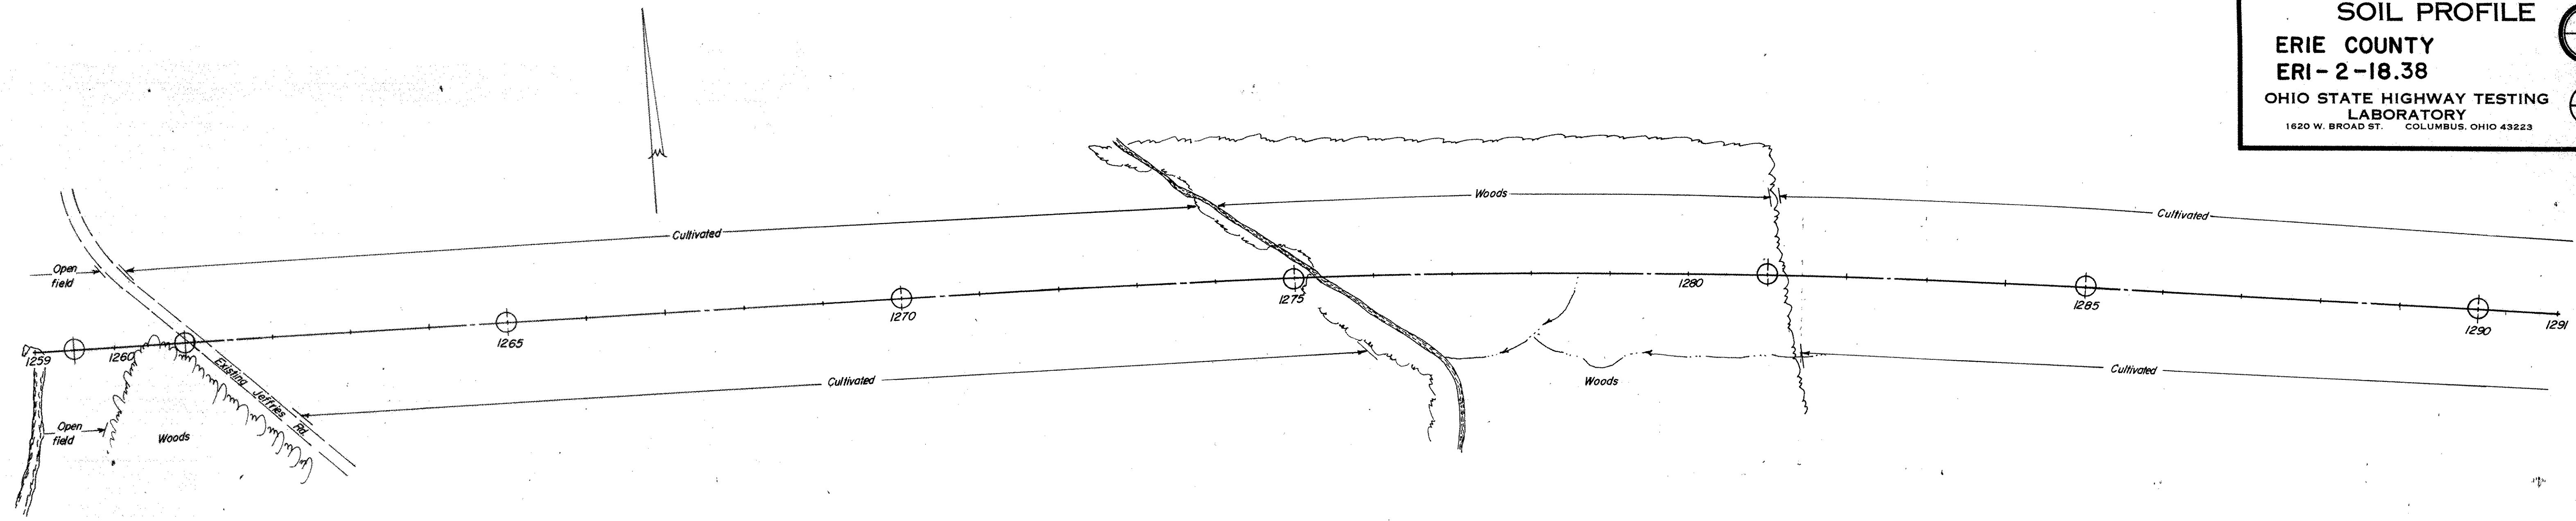 SOIL PROFILE
ERIE COUNTY
ERI-2-18.38
OHIO STATE HIGHWAY TESTING
LABORATORY
1620 W. BROAD ST. COLUMBUS, OHIO 43223
N
Woods
Cultivated
Cultivated
Open
field
1280
1275
1285
1270
1290
1291
1265
1259
1260
Existing Jeffries Rd.
Cultivated
Woods
Cultivated
Open
field
Woods